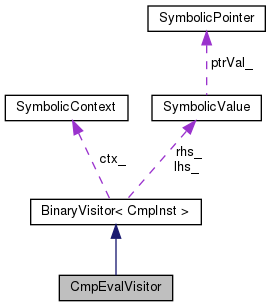 SymbolicPointer
ptrVal_
SymbolicContext
SymbolicValue
ctx_
rhs_
lhs_
BinaryVisitor< CmpInst >
CmpEvalVisitor